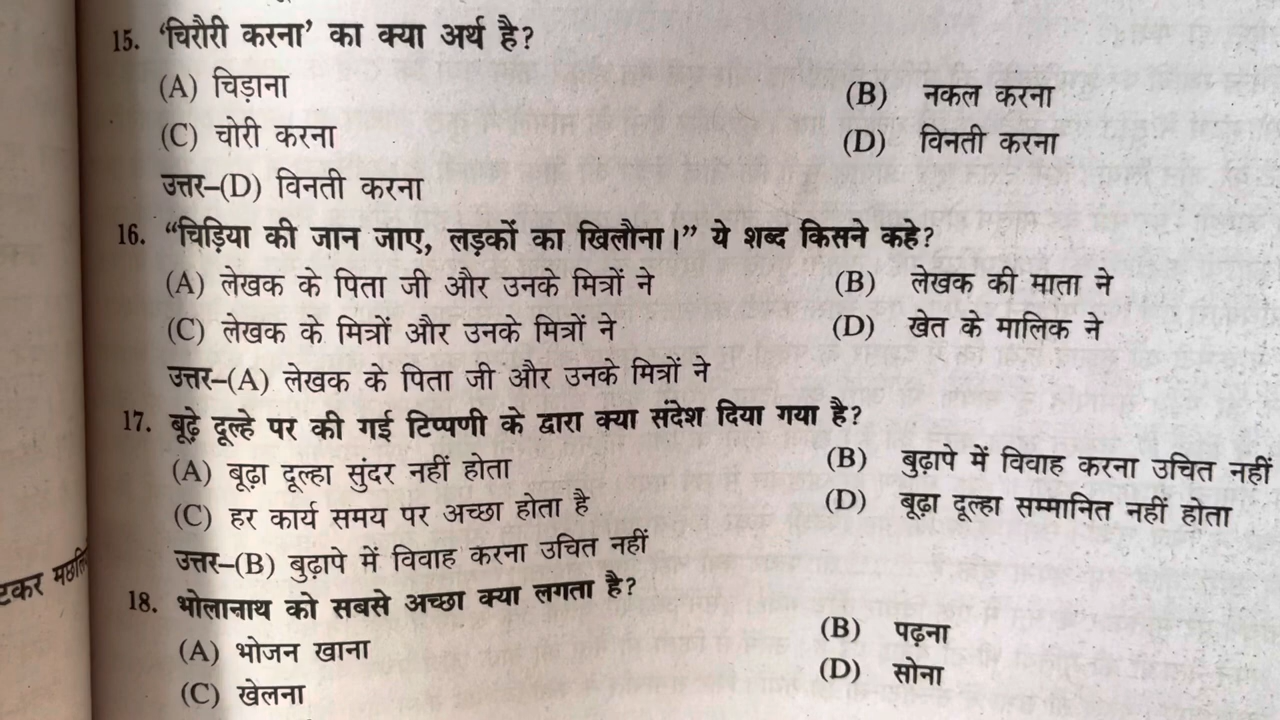 15. ‘चिरौरी करना’ का क्या अर्थ है?
(A) चिड़ाना (B) नकल करना
(C) चोरी करना (D) विनती करना
उत्तर–(D) विनती करना
16. “चिड़िया की जान जाए, लड़कों का खिलौना।” ये शब्द किसने कहे?
(A) लेखक के पिता जी और उनके मित्रों ने (B) लेखक की माता ने
(C) लेखक के मित्रों और उनके मित्रों ने (D) खेत के मालिक ने
उत्तर–(A) लेखक के पिता जी और उनके मित्रों ने
17. बूढ़े दूल्हे पर की गई टिप्पणी के द्वारा क्या संदेश दिया गया है?
(A) बूढ़ा दूल्हा सुंदर नहीं होता (B) बुढ़ापे में विवाह करना उचित नहीं
(C) हर कार्य समय पर अच्छा होता है (D) बूढ़ा दूल्हा सम्मानित नहीं होता
उत्तर–(B) बुढ़ापे में विवाह करना उचित नहीं
18. भोलानाथ को सबसे अच्छा क्या लगता है?
(A) भोजन खाना (B) पढ़ना
(C) खेलना (D) सोना